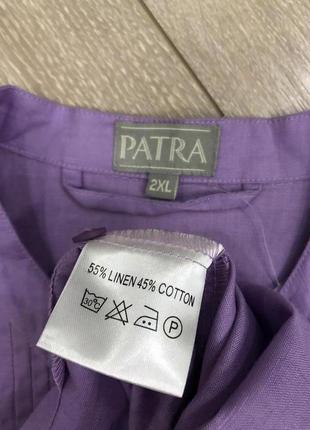 PATRA
2XL
55% LINEN 45% COTTON
30°C P